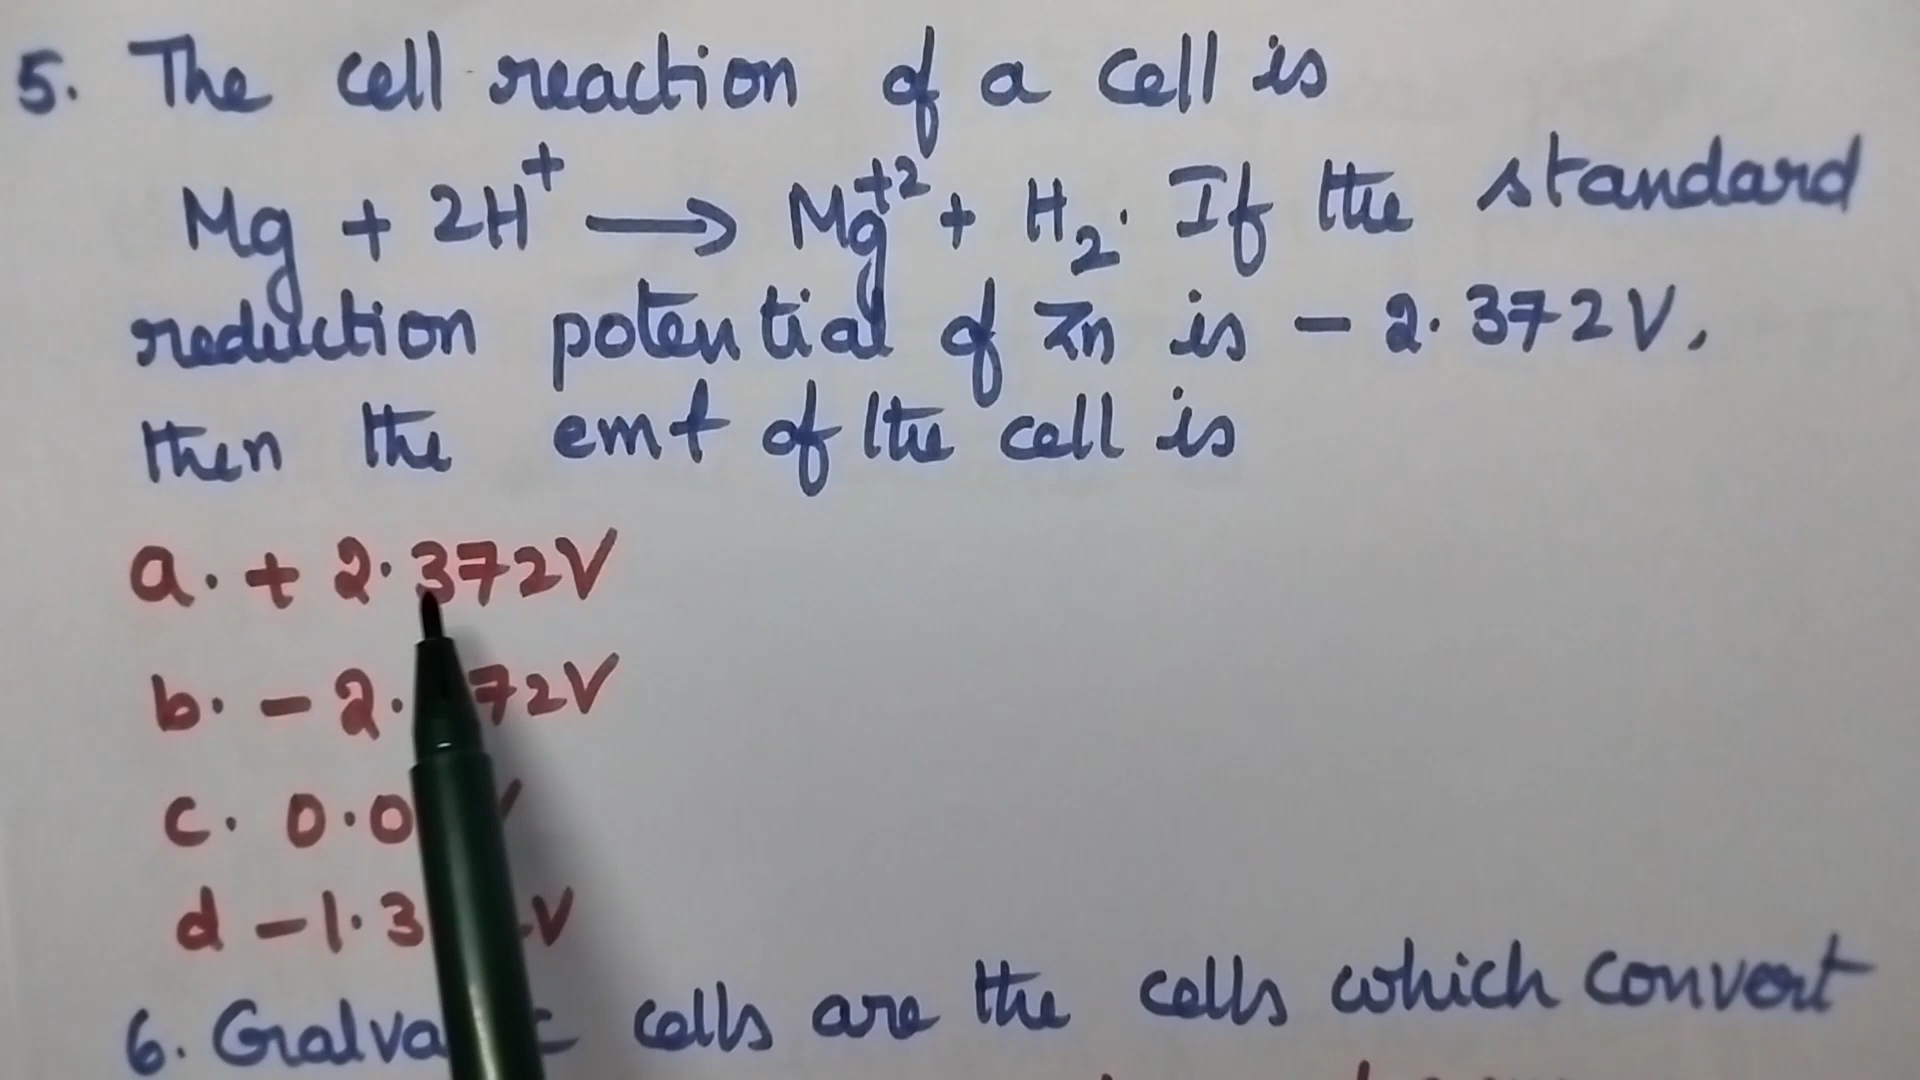 5. The cell reaction of a cell is
Mg + 2H⁺ ⟶ Mg⁺² + H₂. If the standard
reduction potential of Zn is - 2.372V.
then the emf of the cell is
a. + 2.372V
b. - 2. 72V
c. 0.0 V
d - 1.3 V
6. cells are the cells which convert